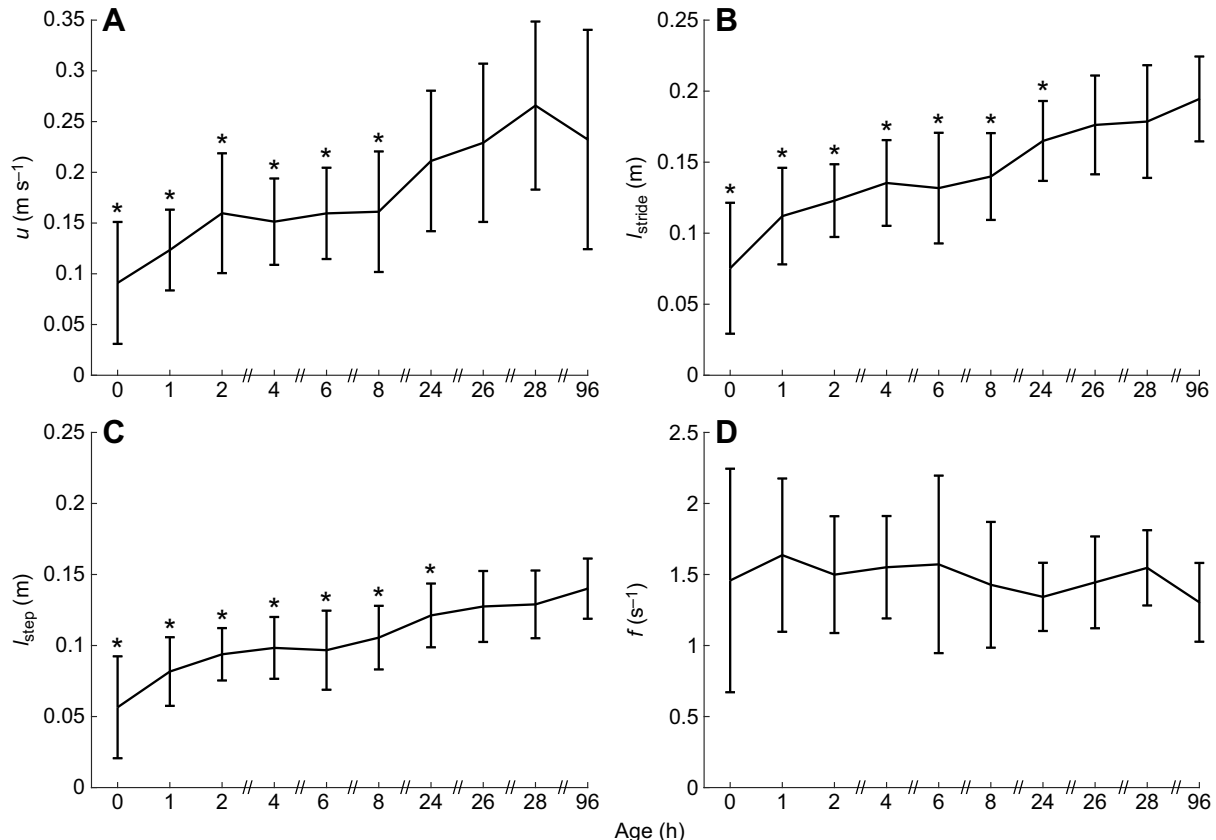 A
0.35
0.3
0.25
0.2
0.15
0.1
0.05
0
u (m s–1)
* * * * * *
0 1 2 // 4 // 6 // 8 // 24 // 26 // 28 // 96
B
0.25
0.2
0.15
0.1
0.05
0
lstride (m)
* * * * * * *
0 1 2 // 4 // 6 // 8 // 24 // 26 // 28 // 96
C
0.25
0.2
0.15
0.1
0.05
0
lstep (m)
* * * * * * *
0 1 2 // 4 // 6 // 8 // 24 // 26 // 28 // 96
D
2.5
2
1.5
1
0.5
0
f (s–1)
0 1 2 // 4 // 6 // 8 // 24 // 26 // 28 // 96
Age (h)